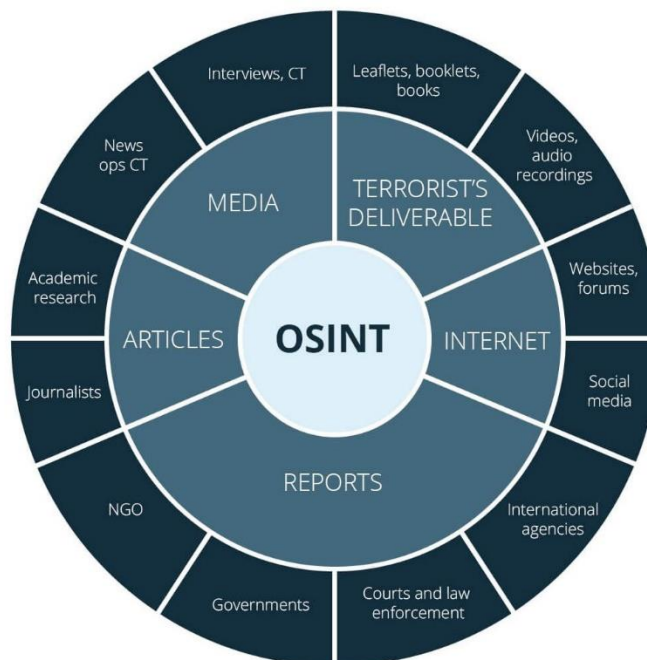 Interviews, CT
Leaflets, booklets,
books
News
ops CT
Videos,
audio
recordings
MEDIA
TERRORIST'S
DELIVERABLE
Academic
research
Websites,
forums
ARTICLES
OSINT
INTERNET
Journalists
Social
media
REPORTS
NGO
International
agencies
Governments
Courts and law
enforcement